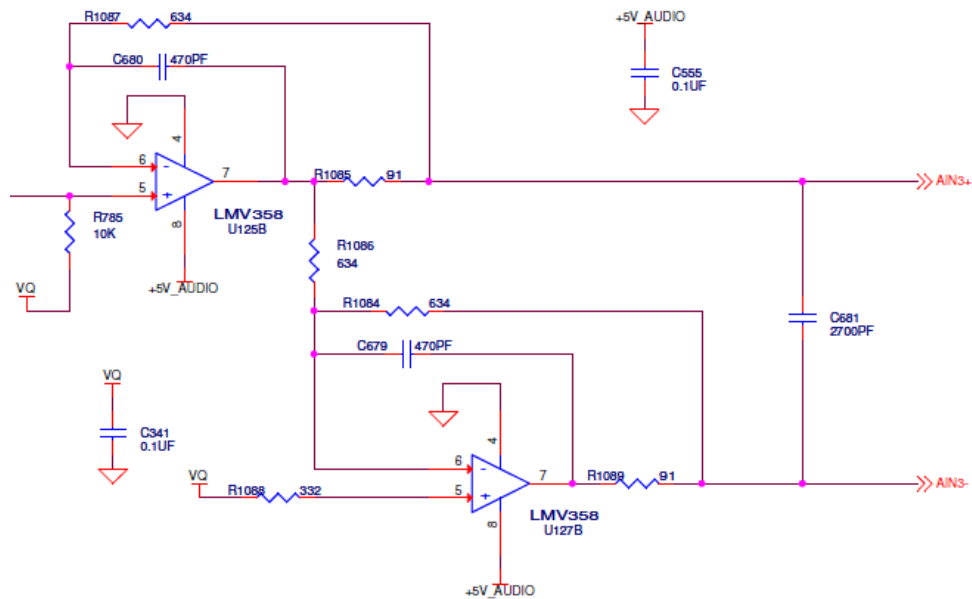 R1087 634
+5V_AUDIO
C680 470PF
C555
0.1UF
4
6 -
7
R1085 91
AIN3+
5 +
LMV358
U125B
R785
10K
8
R1086
634
VQ
+5V_AUDIO
R1084 634
C681
2700PF
C679 470PF
VQ
C341
0.1UF
4
6 -
7
VQ
R1089 91
AIN3-
R1088 332
5 +
LMV358
U127B
8
+5V_AUDIO